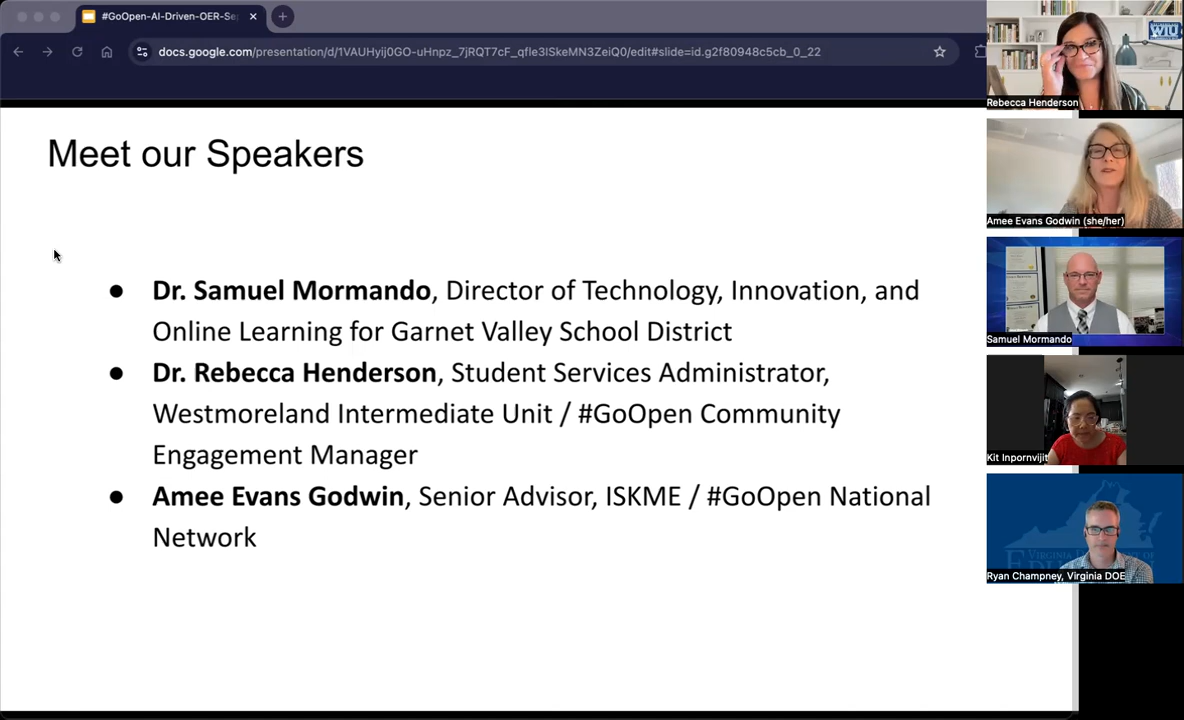 #GoOpen-AI-Driven-OER-Se
docs.google.com/presentation/d/1VAUHyij0GO-uHnpz_7jRQT7cF_qfle3ISkeMN3ZeiQ0/edit#slide=id.g2f80948c5cb_0_22
Meet our Speakers
● Dr. Samuel Mormando, Director of Technology, Innovation, and
Online Learning for Garnet Valley School District
● Dr. Rebecca Henderson, Student Services Administrator,
Westmoreland Intermediate Unit / #GoOpen Community
Engagement Manager
● Amee Evans Godwin, Senior Advisor, ISKME / #GoOpen National
Network
WIU
Rebecca Henderson
Amee Evans Godwin (she/her)
Samuel Mormando
Kit Inpornvijit
Ryan Champney, Virginia DOE